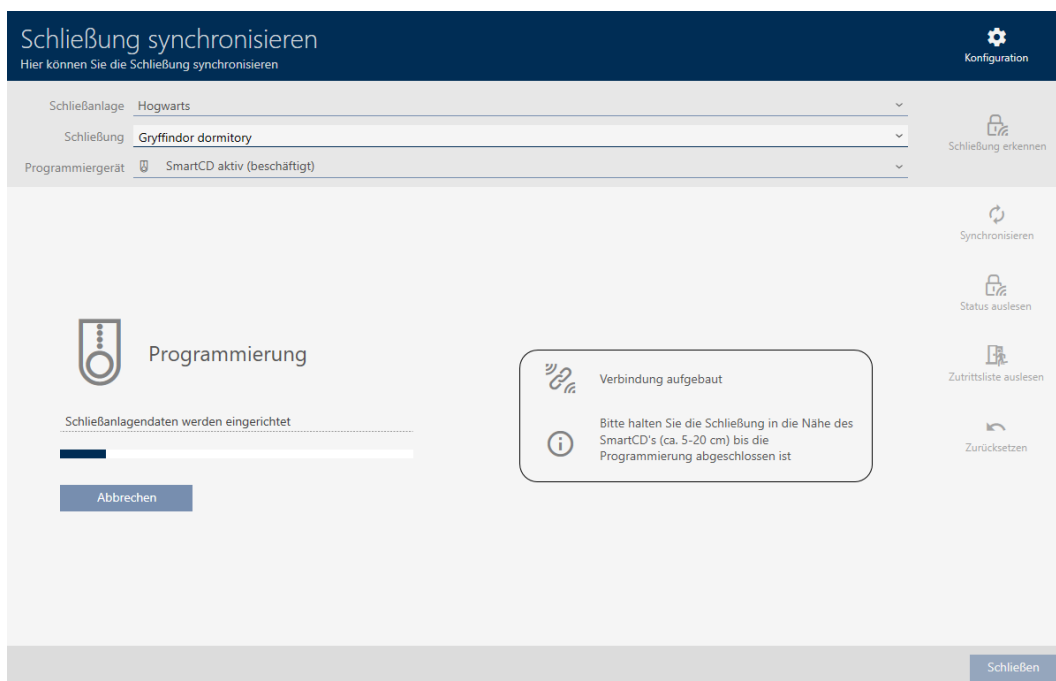 Schließung synchronisieren
Hier können Sie die Schließung synchronisieren
Konfiguration
Schließanlage Hogwarts
Schließung Gryffindor dormitory
Programmiergerät SmartCD aktiv (beschäftigt)
Schließung erkennen
Synchronisieren
Status auslesen
Zutrittsliste auslesen
Zurücksetzen
Programmierung
Schließanlagendaten werden eingerichtet
Abbrechen
Verbindung aufgebaut
Bitte halten Sie die Schließung in die Nähe des
SmartCD's (ca. 5-20 cm) bis die
Programmierung abgeschlossen ist
Schließen